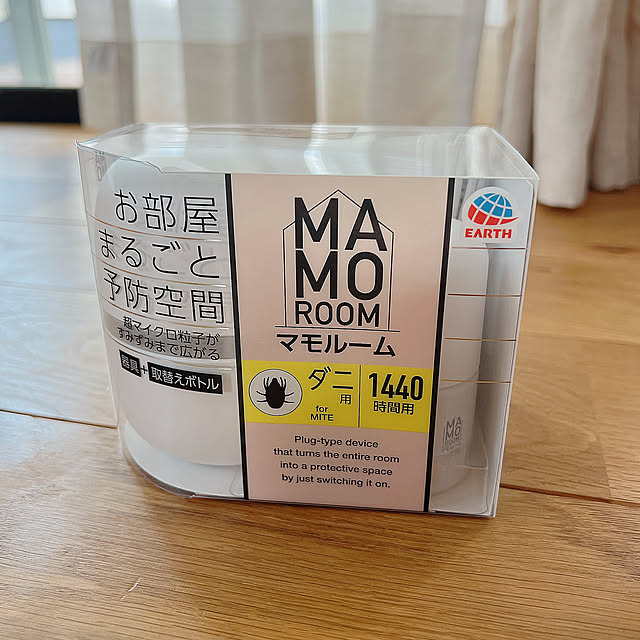 お部屋
まるごと
予防空間
超マイクロ粒子が
すみずみまで広がる
器具+取替えボトル
MA
MO
ROOM
マモルーム
ダニ用
for
MITE
1440
時間用
Plug-type device
that turns the entire room
into a protective space
by just switching it on.
EARTH
MA
MO
ROOM